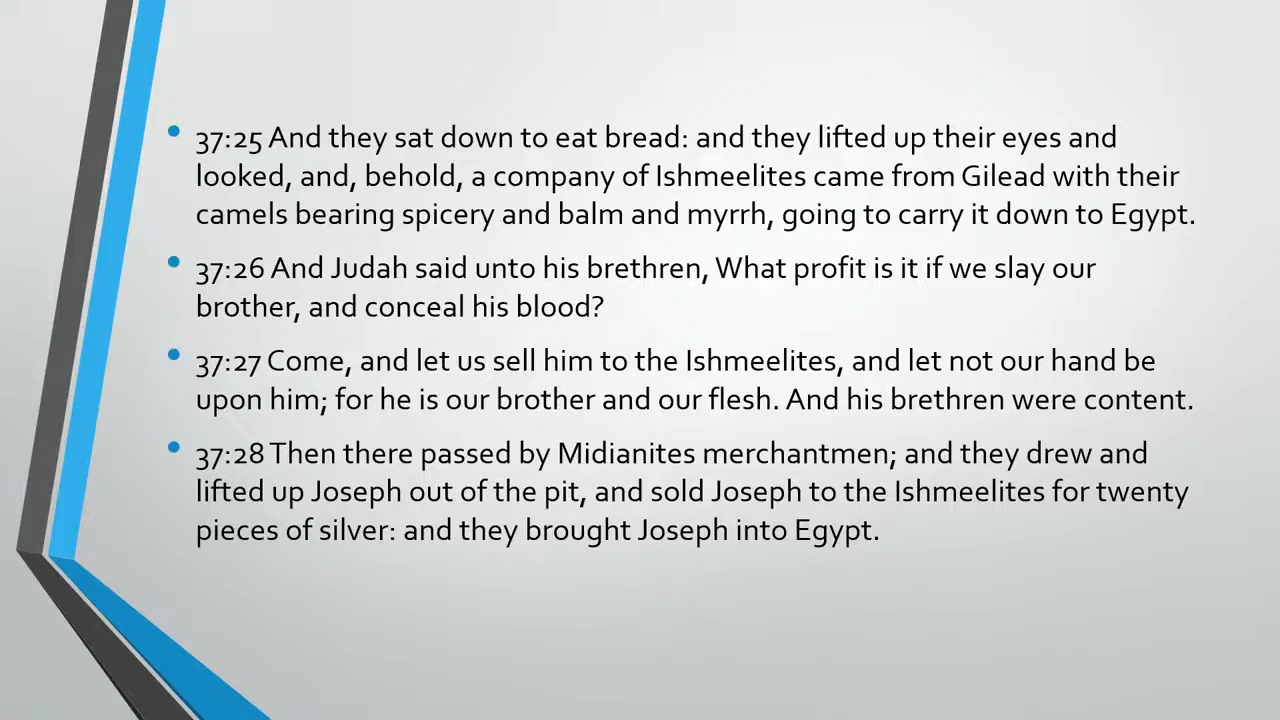 • 37:25 And they sat down to eat bread: and they lifted up their eyes and
looked, and, behold, a company of Ishmeelites came from Gilead with their
camels bearing spicery and balm and myrrh, going to carry it down to Egypt.
• 37:26 And Judah said unto his brethren, What profit is it if we slay our
brother, and conceal his blood?
• 37:27 Come, and let us sell him to the Ishmeelites, and let not our hand be
upon him; for he is our brother and our flesh. And his brethren were content.
• 37:28 Then there passed by Midianites merchantmen; and they drew and
lifted up Joseph out of the pit, and sold Joseph to the Ishmeelites for twenty
pieces of silver: and they brought Joseph into Egypt.